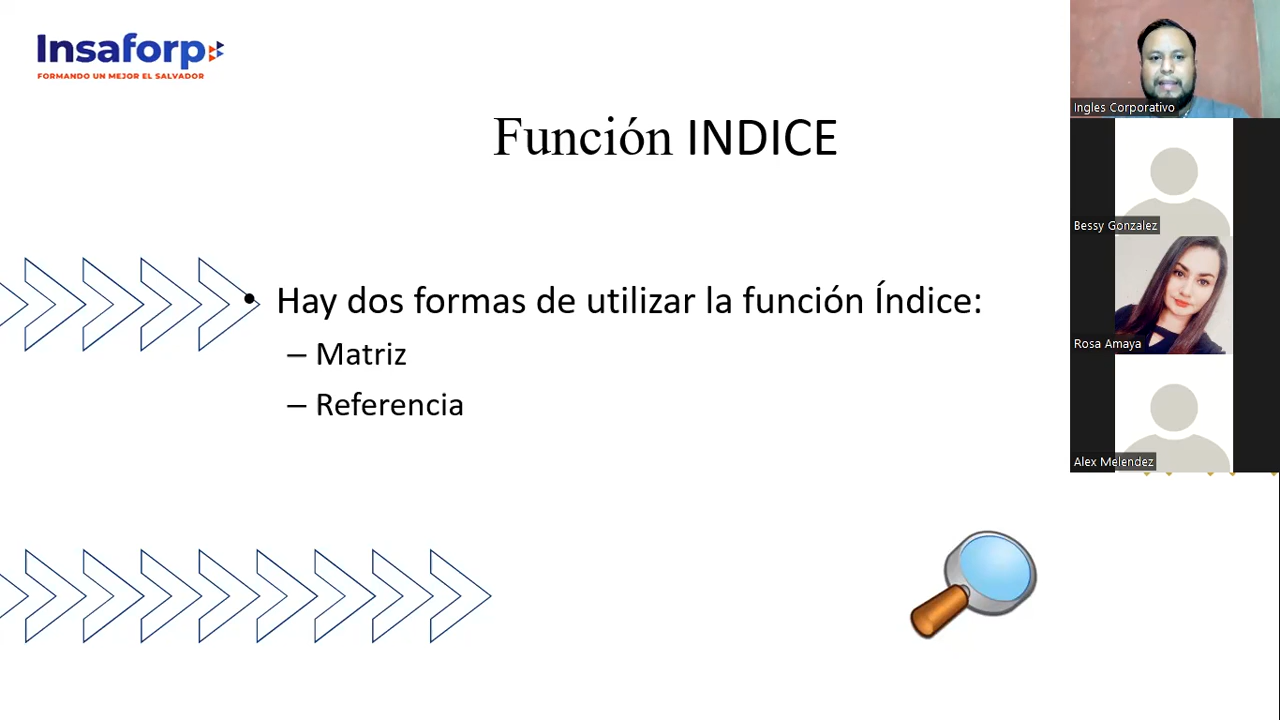 Insaforp
FORMANDO UN MEJOR EL SALVADOR
Función INDICE
• Hay dos formas de utilizar la función Índice:
– Matriz
– Referencia
Ingles Corporativo
Bessy Gonzalez
Rosa Amaya
Alex Melendez